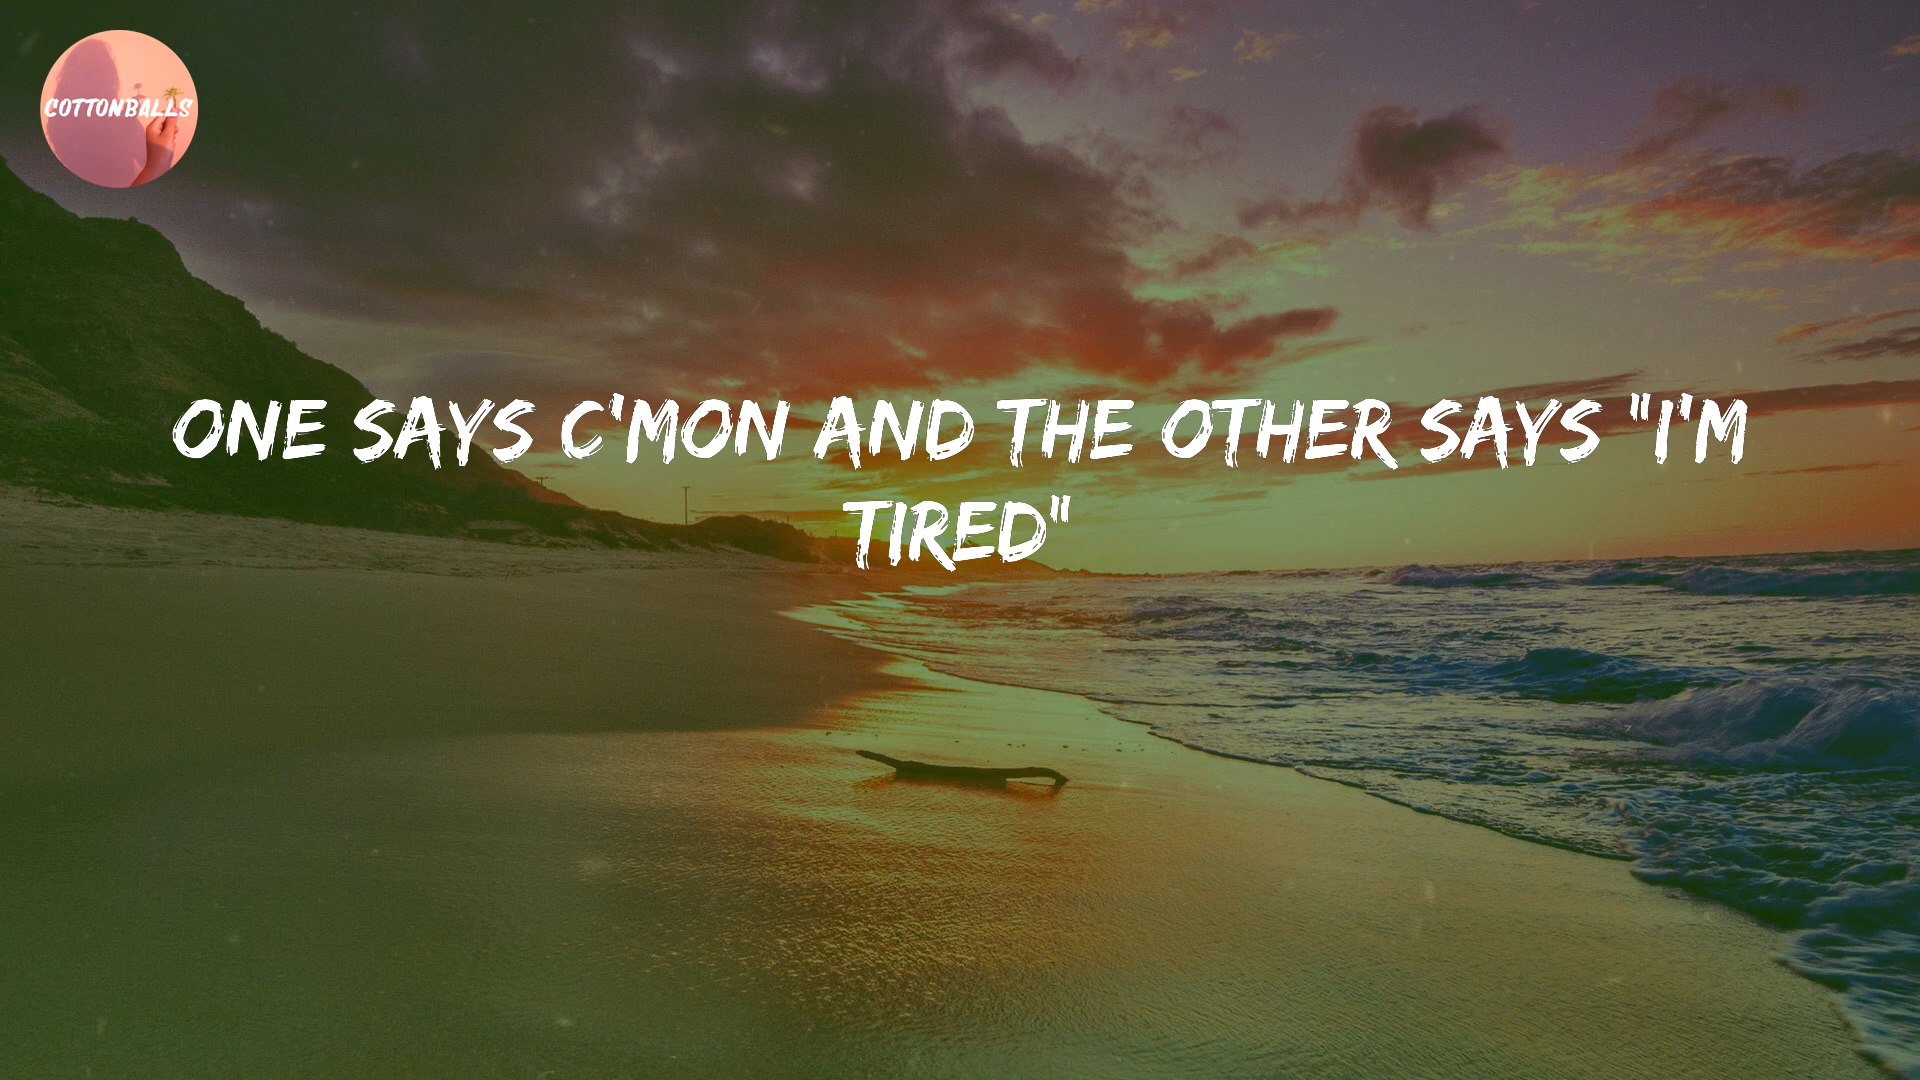 COTTONBALLS
ONE SAYS C'MON AND THE OTHER SAYS "I'M
TIRED"